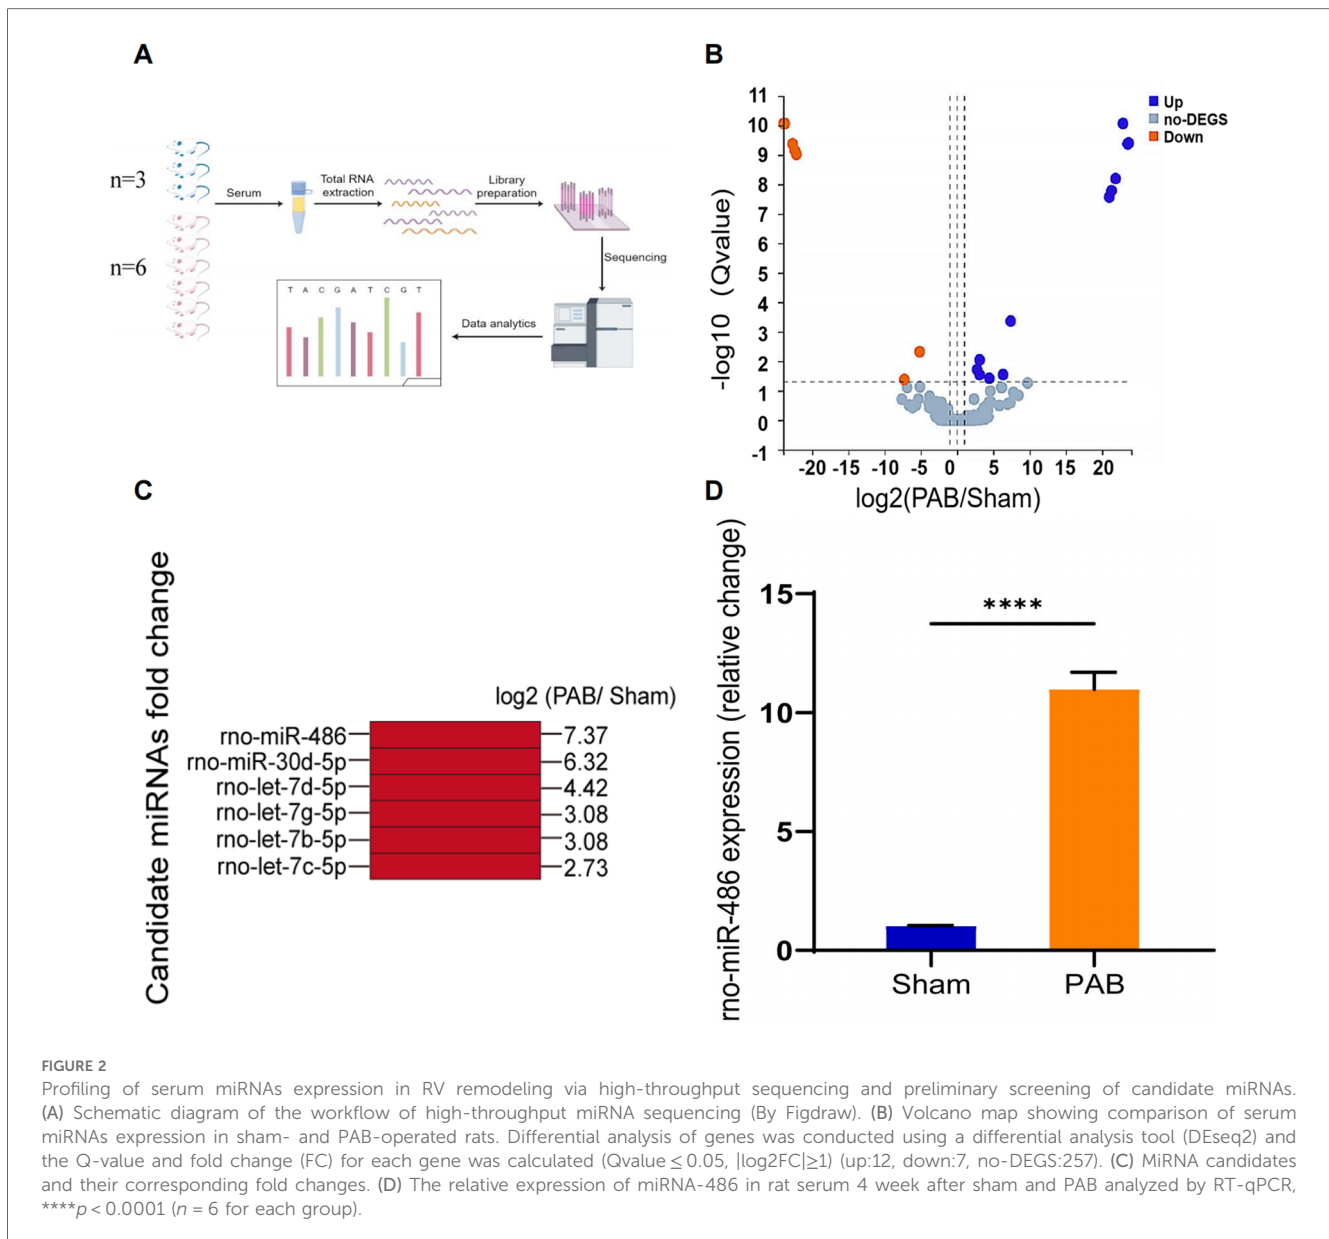 A
n=3
n=6
Serum
Total RNA
extraction
Library
preparation
Sequencing
Data analytics
T A C G A T C G T
B
-log10 (Qvalue)
11
10
9
8
7
6
5
4
3
2
1
0
-1
-20 -15 -10 -5 0 5 10 15 20
log2(PAB/Sham)
Up
no-DEGS
Down
C
Candidate miRNAs fold change
log2 (PAB/ Sham)
rno-miR-486 7.37
rno-miR-30d-5p 6.32
rno-let-7d-5p 4.42
rno-let-7g-5p 3.08
rno-let-7b-5p 3.08
rno-let-7c-5p 2.73
D
rno-miR-486 expression (relative change)
15
10
5
0
****
Sham PAB
FIGURE 2
Profiling of serum miRNAs expression in RV remodeling via high-throughput sequencing and preliminary screening of candidate miRNAs.
(A) Schematic diagram of the workflow of high-throughput miRNA sequencing (By Figdraw). (B) Volcano map showing comparison of serum
miRNAs expression in sham- and PAB-operated rats. Differential analysis of genes was conducted using a differential analysis tool (DEseq2) and
the Q-value and fold change (FC) for each gene was calculated (Qvalue ≤ 0.05, |log2FC|≥1) (up:12, down:7, no-DEGS:257). (C) MiRNA candidates
and their corresponding fold changes. (D) The relative expression of miRNA-486 in rat serum 4 week after sham and PAB analyzed by RT-qPCR,
****p < 0.0001 (n = 6 for each group).